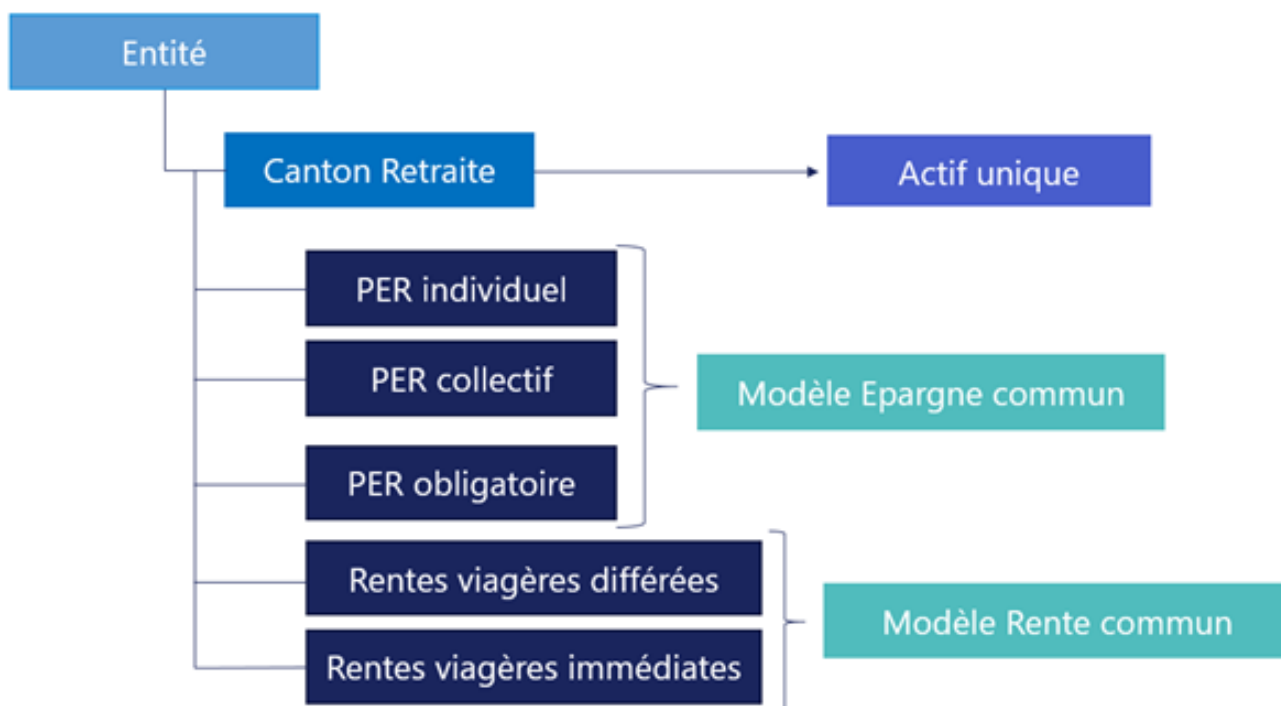 Entité
Canton Retraite
Actif unique
PER individuel
PER collectif
Modèle Epargne commun
PER obligatoire
Rentes viagères différées
Modèle Rente commun
Rentes viagères immédiates